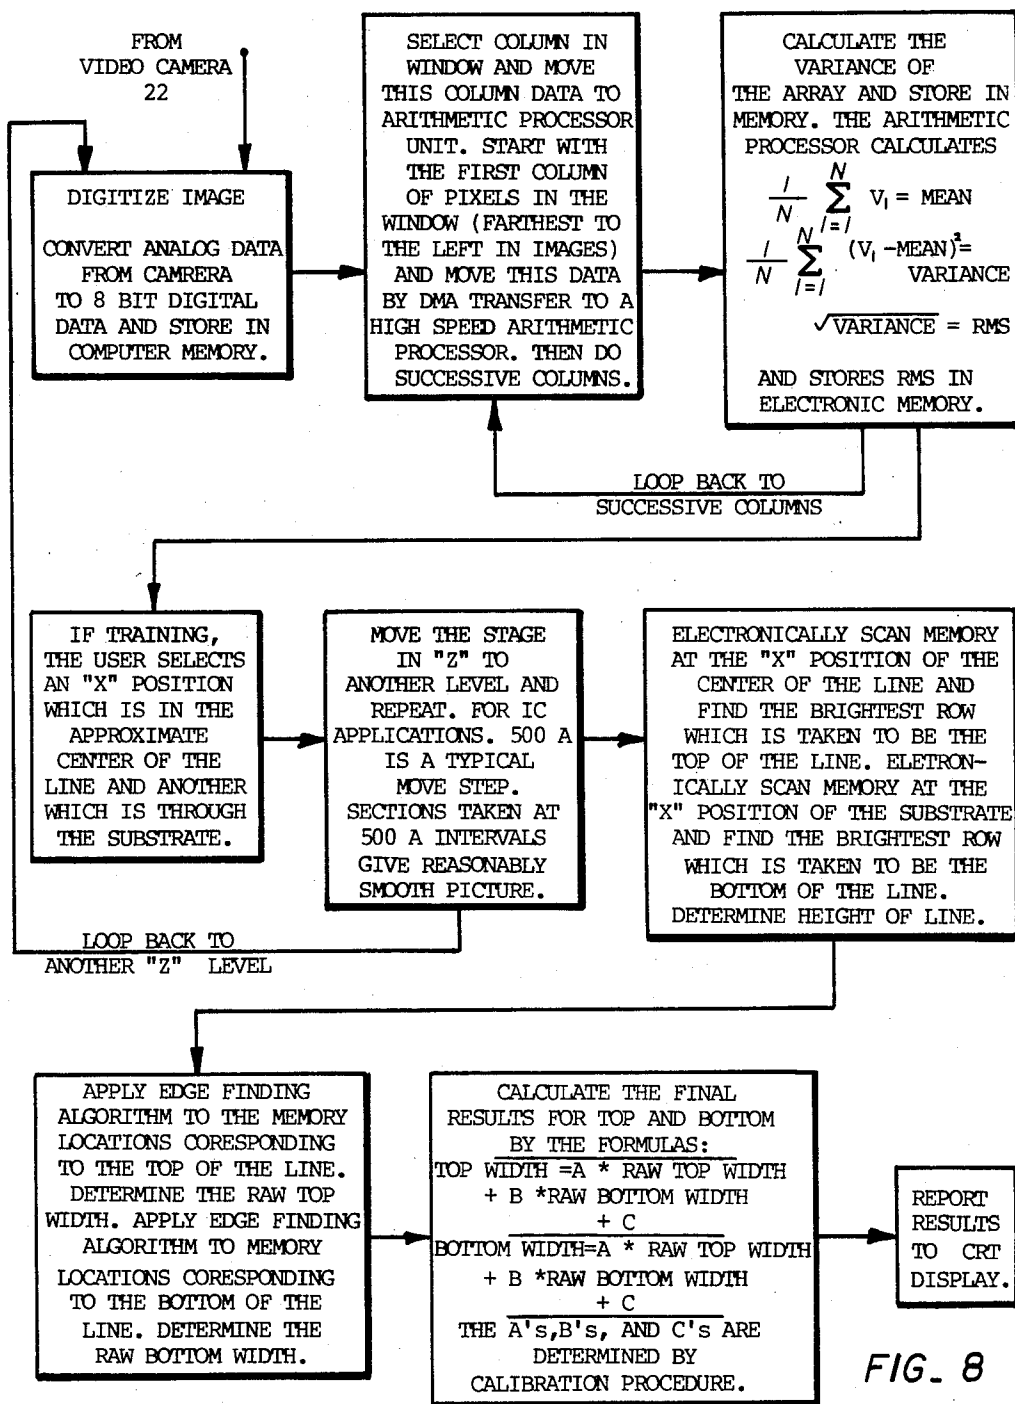 FROM
VIDEO CAMERA
22
DIGITIZE IMAGE
CONVERT ANALOG DATA
FROM CAMRERA
TO 8 BIT DIGITAL
DATA AND STORE IN
COMPUTER MEMORY.
SELECT COLUMN IN
WINDOW AND MOVE
THIS COLUMN DATA TO
ARITHMETIC PROCESSOR
UNIT. START WITH
THE FIRST COLUMN
OF PIXELS IN THE
WINDOW (FARTHEST TO
THE LEFT IN IMAGES)
AND MOVE THIS DATA
BY DMA TRANSFER TO A
HIGH SPEED ARITHMETIC
PROCESSOR. THEN DO
SUCCESSIVE COLUMNS.
CALCULATE THE
VARIANCE OF
THE ARRAY AND STORE IN
MEMORY. THE ARITHMETIC
PROCESSOR CALCULATES
1/N N∑I=1 V_I = MEAN
1/N N∑I=1 (V_I -MEAN)²=
VARIANCE
√VARIANCE = RMS
AND STORES RMS IN
ELECTRONIC MEMORY.
LOOP BACK TO
SUCCESSIVE COLUMNS
IF TRAINING,
THE USER SELECTS
AN "X" POSITION
WHICH IS IN THE
APPROXIMATE
CENTER OF THE
LINE AND ANOTHER
WHICH IS THROUGH
THE SUBSTRATE.
MOVE THE STAGE
IN "Z" TO
ANOTHER LEVEL AND
REPEAT. FOR IC
APPLICATIONS. 500 A
IS A TYPICAL
MOVE STEP.
SECTIONS TAKEN AT
500 A INTERVALS
GIVE REASONABLY
SMOOTH PICTURE.
ELECTRONICALLY SCAN MEMORY
AT THE "X" POSITION OF THE
CENTER OF THE LINE AND
FIND THE BRIGHTEST ROW
WHICH IS TAKEN TO BE THE
TOP OF THE LINE. ELETRON-
ICALLY SCAN MEMORY AT THE
"X" POSITION OF THE SUBSTRATE
AND FIND THE BRIGHTEST ROW
WHICH IS TAKEN TO BE THE
BOTTOM OF THE LINE.
DETERMINE HEIGHT OF LINE.
LOOP BACK TO
ANOTHER "Z" LEVEL
APPLY EDGE FINDING
ALGORITHM TO THE MEMORY
LOCATIONS CORESPONDING
TO THE TOP OF THE LINE.
DETERMINE THE RAW TOP
WIDTH. APPLY EDGE FINDING
ALGORITHM TO MEMORY
LOCATIONS CORESPONDING
TO THE BOTTOM OF THE
LINE. DETERMINE THE
RAW BOTTOM WIDTH.
CALCULATE THE FINAL
RESULTS FOR TOP AND BOTTOM
BY THE FORMULAS:
TOP WIDTH =A * RAW TOP WIDTH
+ B *RAW BOTTOM WIDTH
+ C
BOTTOM WIDTH=A * RAW TOP WIDTH
+ B *RAW BOTTOM WIDTH
+ C
THE A's,B's, AND C's ARE
DETERMINED BY
CALIBRATION PROCEDURE.
REPORT
RESULTS
TO CRT
DISPLAY.
FIG_ 8